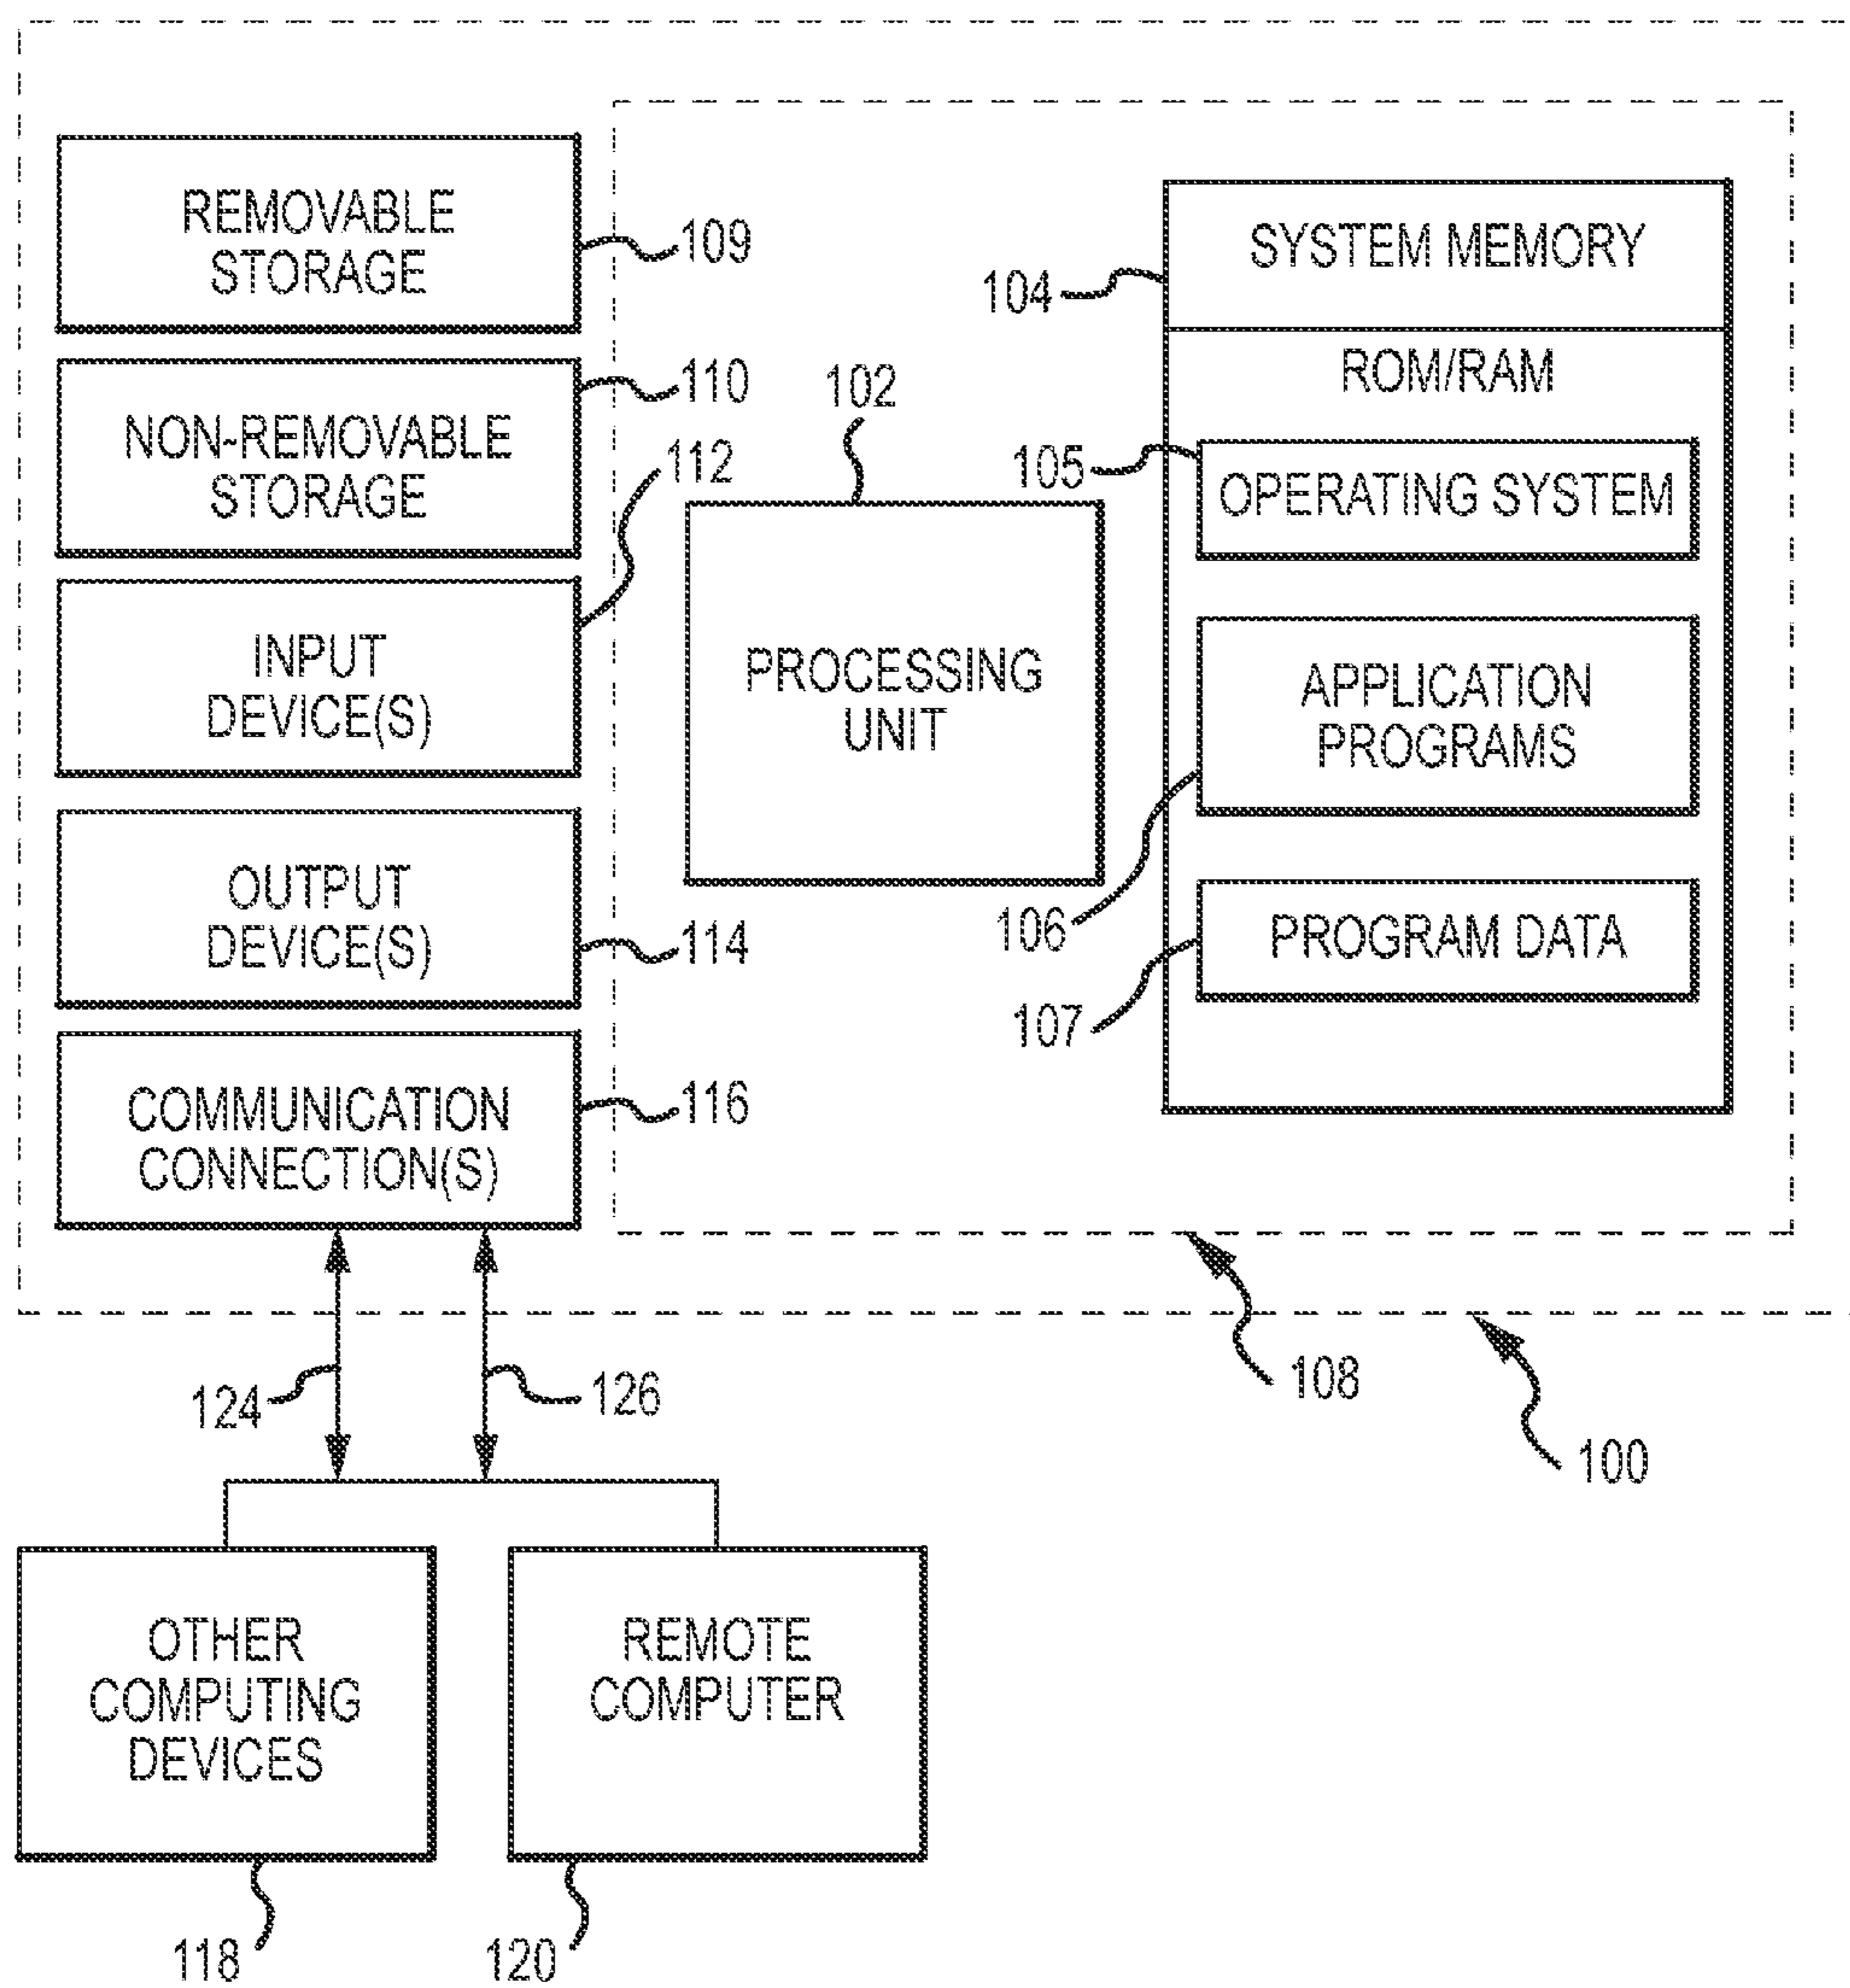 REMOVABLE
STORAGE
109
NON-REMOVABLE
STORAGE
110
INPUT
DEVICE(S)
112
OUTPUT
DEVICE(S)
114
COMMUNICATION
CONNECTION(S)
116
102
PROCESSING
UNIT
104
SYSTEM MEMORY
ROM/RAM
105
OPERATING SYSTEM
APPLICATION
PROGRAMS
106
PROGRAM DATA
107
108
100
124
126
OTHER
COMPUTING
DEVICES
118
REMOTE
COMPUTER
120